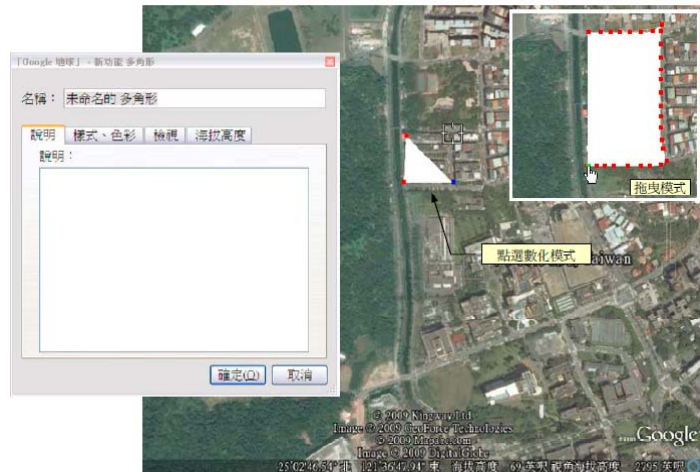 「Google 地球」 - 新功能 多角形
名稱：
未命名的 多角形
說明
樣式、色彩
檢視
海拔高度
說明：
確定(O)
取消
拖曳模式
點選數化模式
aiwan
© 2009 Kingway Ltd
Image © 2009 GeoForce Technologies
© 2009 Mapabc.com
Image © 2009 DigitalGlobe
Google
25°02'46.54" 北 121°36'47.94" 東 海拔高度 69 英呎 視角海拔高度 2795 英呎